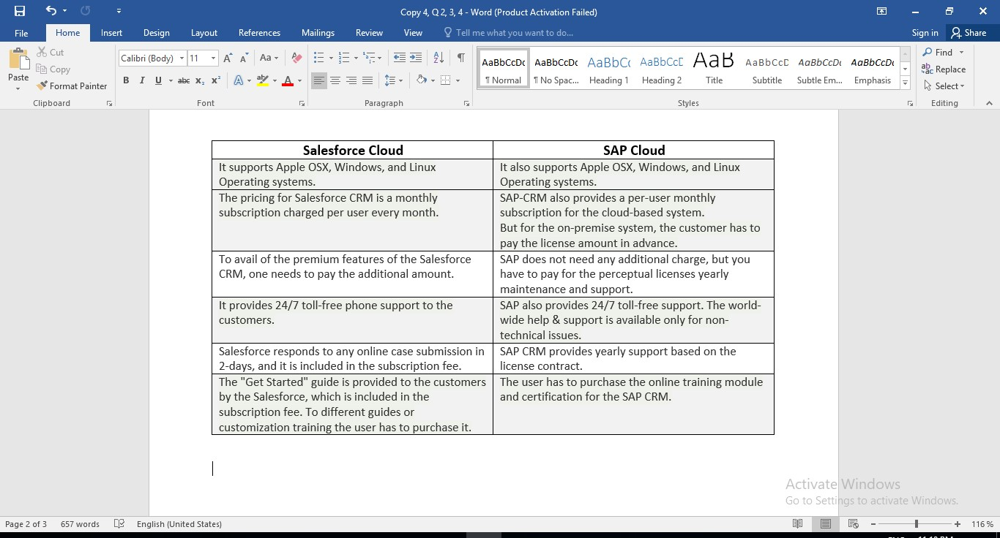 Copy 4, Q 2, 3, 4 - Word (Product Activation Failed)
File Home Insert Design Layout References Mailings Review View Tell me what you want to do... Sign in Share
Paste
Cut
Copy
Format Painter
Calibri (Body) 11
Aa
B I U abc x₂ x² A aby A
AaBbCcDc AaBbCcDc AaBbCc AaBbCcC AaB AaBbCcD AaBbCcDc AaBbCcDc
¶ Normal ¶ No Spac... Heading 1 Heading 2 Title Subtitle Subtle Em... Emphasis
Find
Replace
Select
Clipboard Font Paragraph Styles Editing
Salesforce Cloud SAP Cloud
It supports Apple OSX, Windows, and Linux
Operating systems.
It also supports Apple OSX, Windows, and Linux
Operating systems.
The pricing for Salesforce CRM is a monthly
subscription charged per user every month.
SAP-CRM also provides a per-user monthly
subscription for the cloud-based system.
But for the on-premise system, the customer has to
pay the license amount in advance.
To avail of the premium features of the Salesforce
CRM, one needs to pay the additional amount.
SAP does not need any additional charge, but you
have to pay for the perceptual licenses yearly
maintenance and support.
It provides 24/7 toll-free phone support to the
customers.
SAP also provides 24/7 toll-free support. The world-
wide help & support is available only for non-
technical issues.
Salesforce responds to any online case submission in
2-days, and it is included in the subscription fee.
SAP CRM provides yearly support based on the
license contract.
The "Get Started" guide is provided to the customers
by the Salesforce, which is included in the
subscription fee. To different guides or
customization training the user has to purchase it.
The user has to purchase the online training module
and certification for the SAP CRM.
Activate Windows
Go to Settings to activate Windows.
Page 2 of 3 657 words English (United States) 116 %